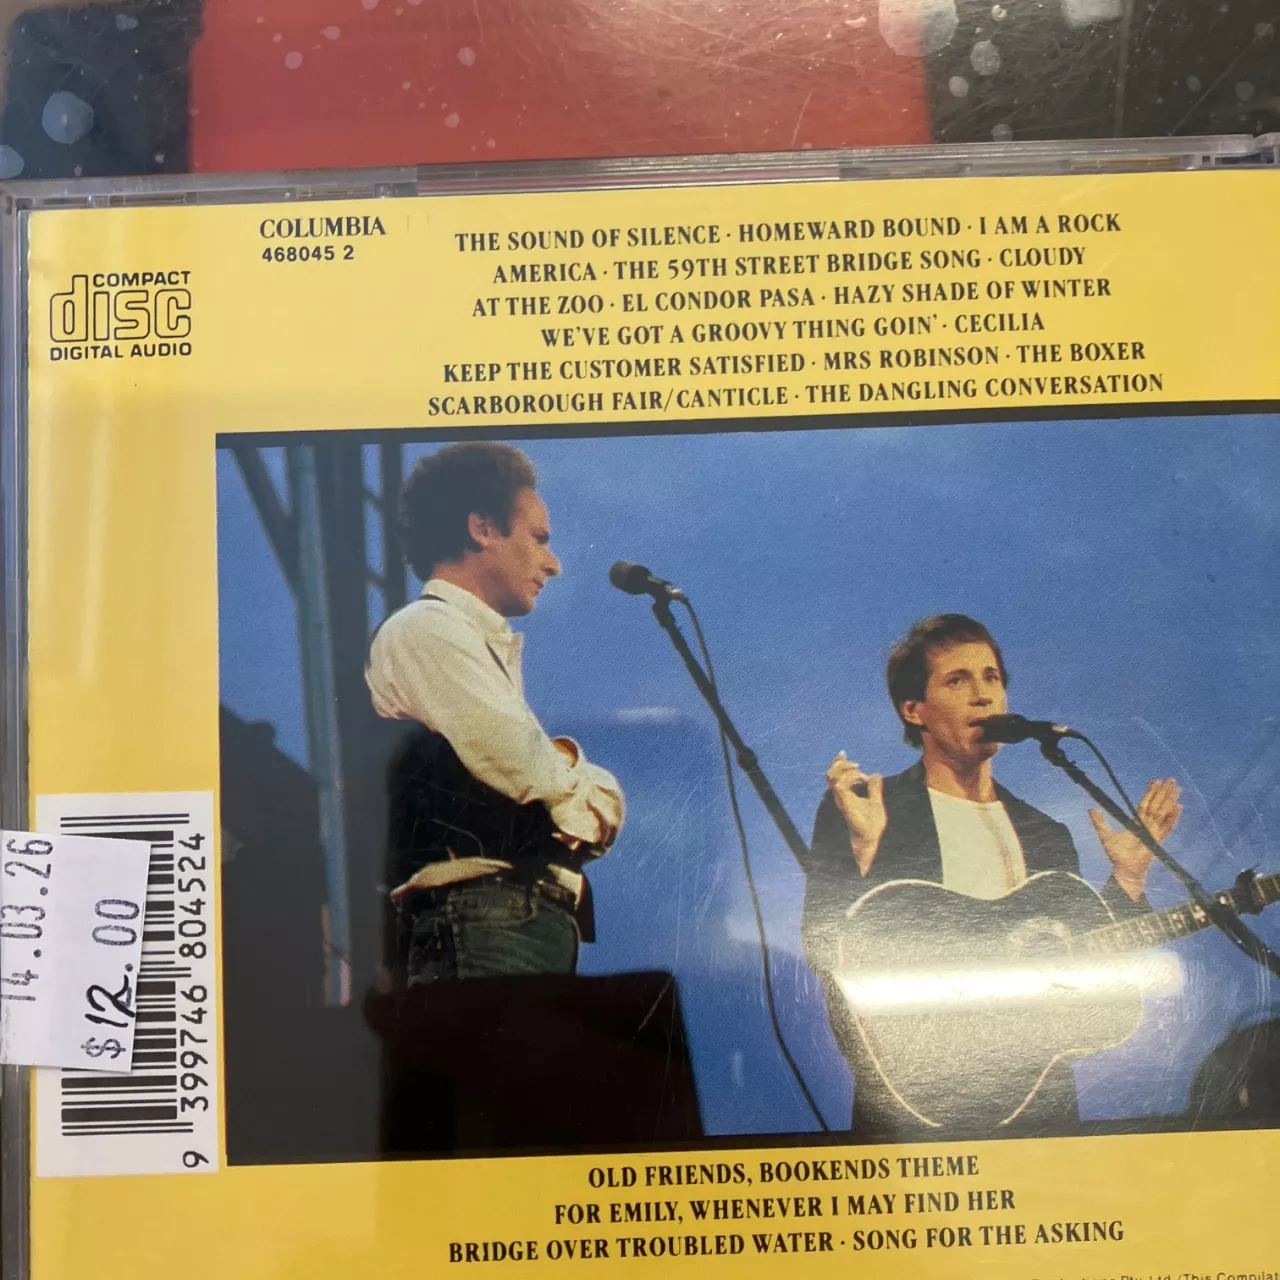 COLUMBIA
468045 2
COMPACT
disc
DIGITAL AUDIO
THE SOUND OF SILENCE · HOMEWARD BOUND · I AM A ROCK
AMERICA · THE 59TH STREET BRIDGE SONG · CLOUDY
AT THE ZOO · EL CONDOR PASA · HAZY SHADE OF WINTER
WE'VE GOT A GROOVY THING GOIN' · CECILIA
KEEP THE CUSTOMER SATISFIED · MRS ROBINSON · THE BOXER
SCARBOROUGH FAIR/CANTICLE · THE DANGLING CONVERSATION
14.03.26
$12.00
9 399746 804524
OLD FRIENDS, BOOKENDS THEME
FOR EMILY, WHENEVER I MAY FIND HER
BRIDGE OVER TROUBLED WATER · SONG FOR THE ASKING
Pty Ltd /This Compilat